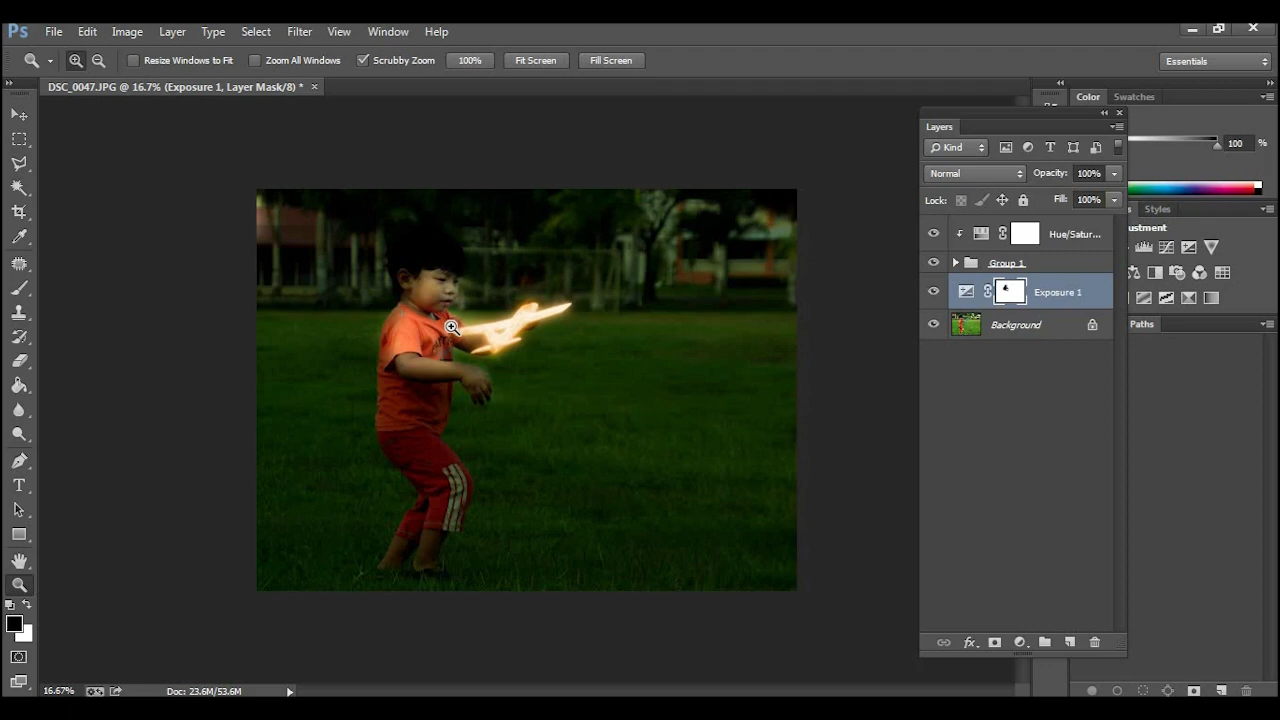 Ps File Edit Image Layer Type Select Filter View Window Help
Resize Windows to Fit Zoom All Windows Scrubby Zoom 100% Fit Screen Fill Screen Essentials
DSC_0047.JPG @ 16.7% (Exposure 1, Layer Mask/8) * ×
Color Swatches
Layers
Kind
100 %
Normal Opacity: 100%
Lock: Fill: 100%
Styles
Hue/Satur...
justment
Group 1
Exposure 1
Background
Paths
16.67% Doc: 23.6M/53.6M